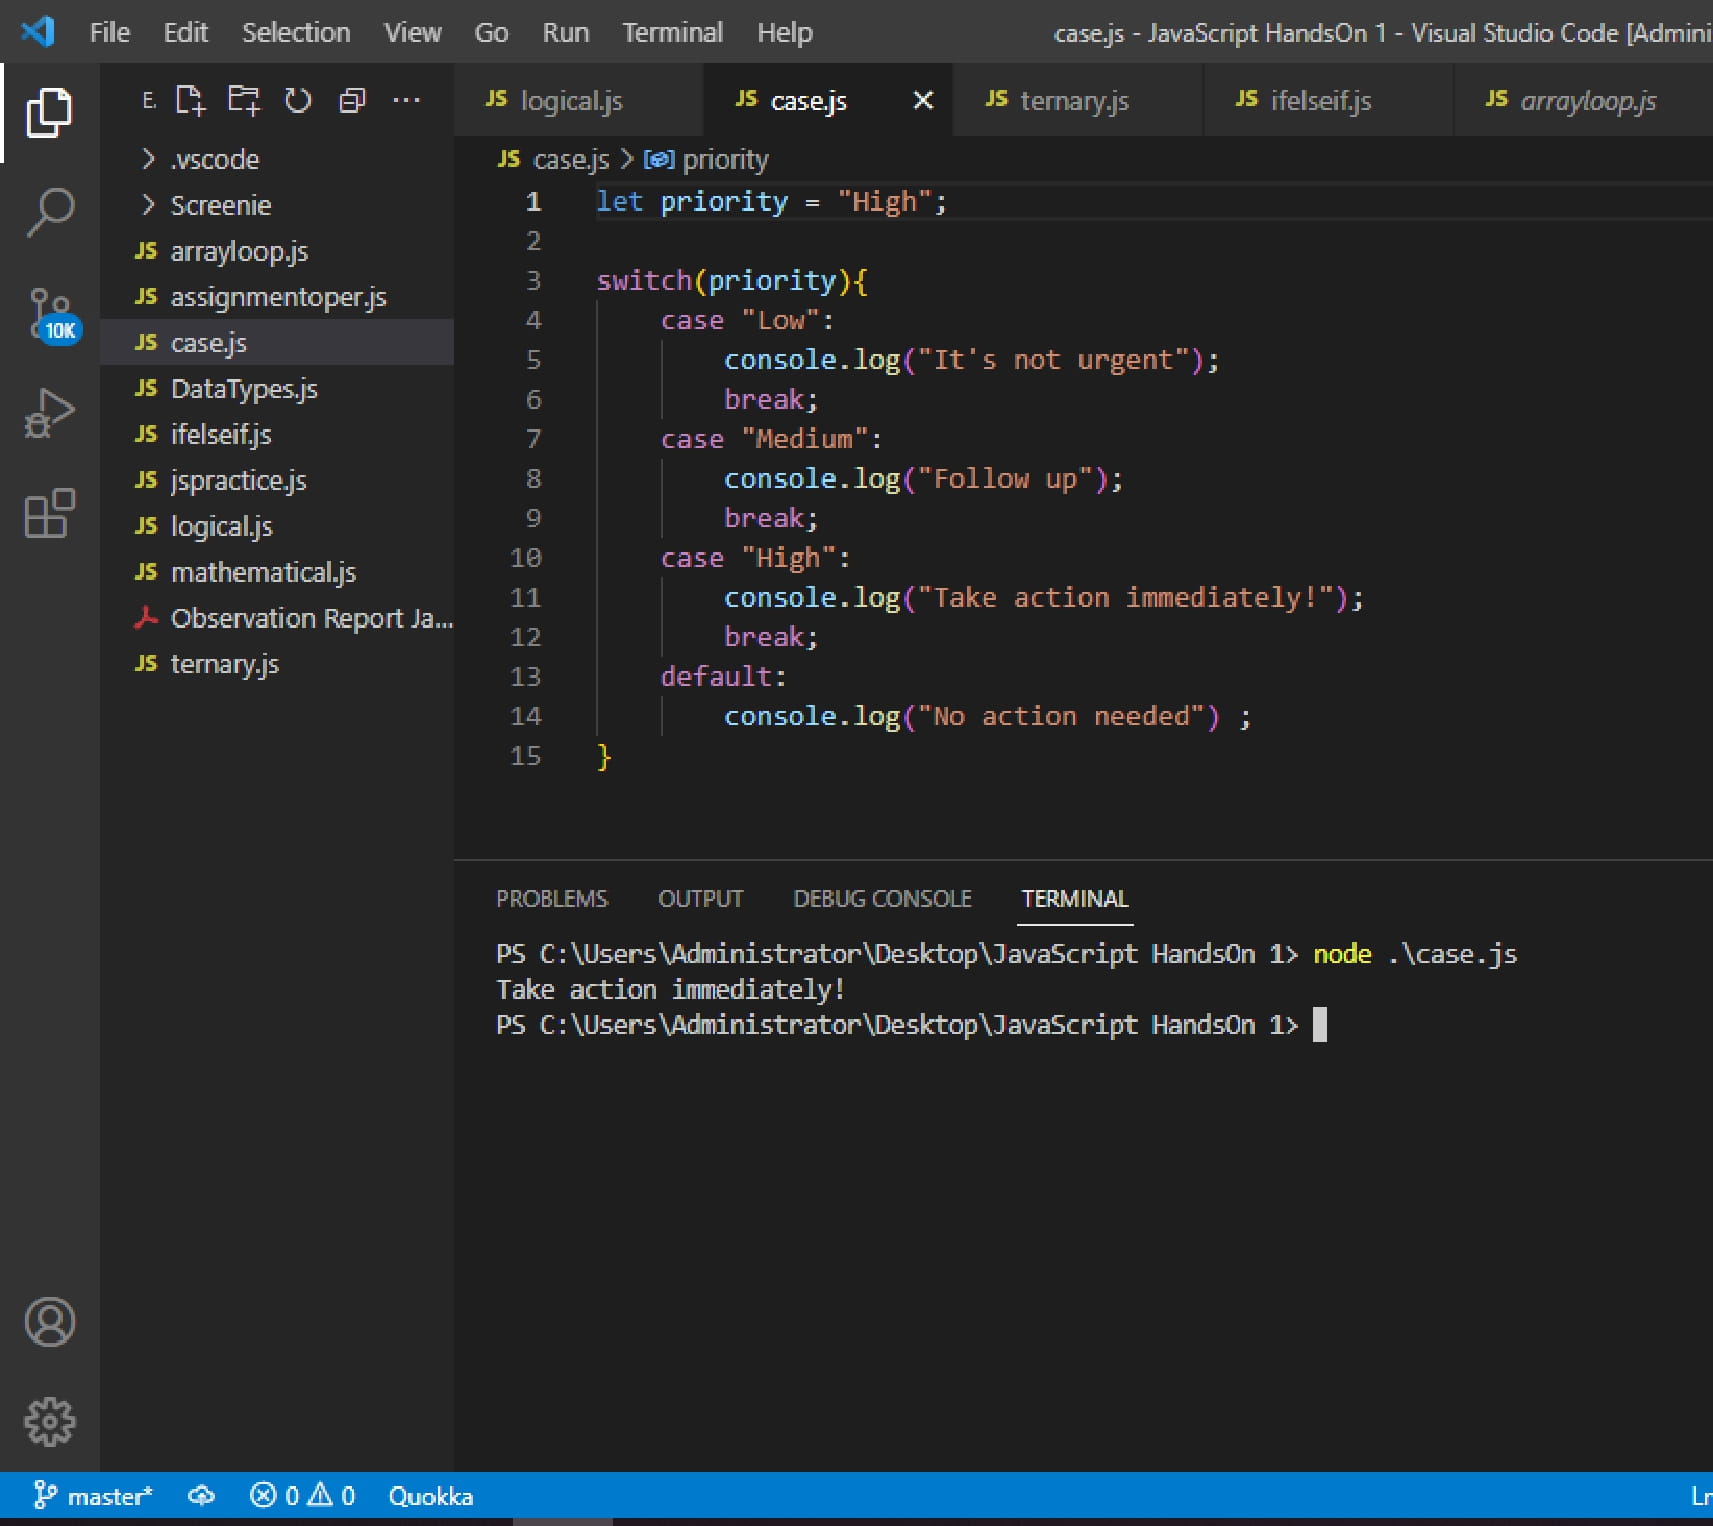 File Edit Selection View Go Run Terminal Help case.js - JavaScript HandsOn 1 - Visual Studio Code [Admini
E.
JS logical.js JS case.js JS ternary.js JS ifelseif.js JS arrayloop.js
.vscode
Screenie
JS arrayloop.js
JS assignmentoper.js
JS case.js
JS DataTypes.js
JS ifelseif.js
JS jspractice.js
JS logical.js
JS mathematical.js
Observation Report Ja...
JS ternary.js
10K
JS case.js > priority
1 let priority = "High";
2
3 switch(priority){
4     case "Low":
5         console.log("It's not urgent");
6         break;
7     case "Medium":
8         console.log("Follow up");
9         break;
10     case "High":
11         console.log("Take action immediately!");
12         break;
13     default:
14         console.log("No action needed") ;
15 }
PROBLEMS OUTPUT DEBUG CONSOLE TERMINAL
PS C:\Users\Administrator\Desktop\JavaScript HandsOn 1> node .\case.js
Take action immediately!
PS C:\Users\Administrator\Desktop\JavaScript HandsOn 1>
master* 0 0 Quokka Ln